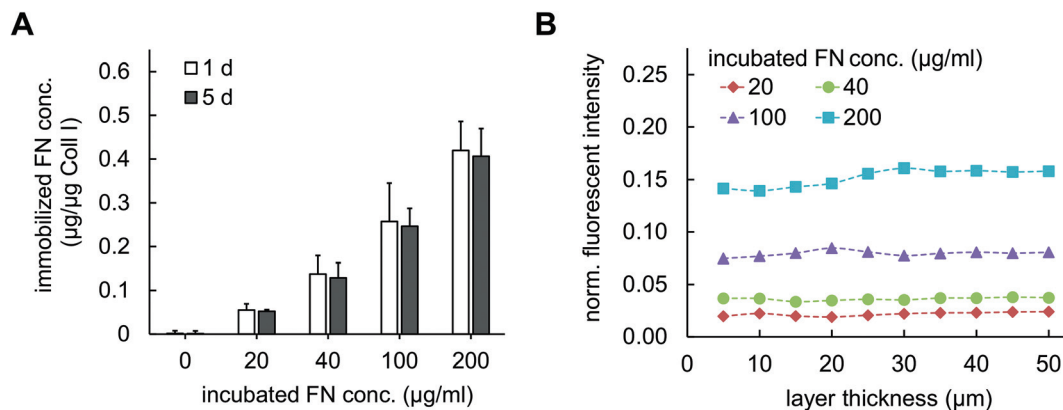 A
immobilized FN conc.
(µg/µg Coll I)
0.6
0.5
0.4
0.3
0.2
0.1
0
1 d
5 d
0 20 40 100 200
incubated FN conc. (µg/ml)
B
norm. fluorescent intensity
0.25
0.20
0.15
0.10
0.05
0.00
incubated FN conc. (µg/ml)
20 40
100 200
0 10 20 30 40 50
layer thickness (µm)